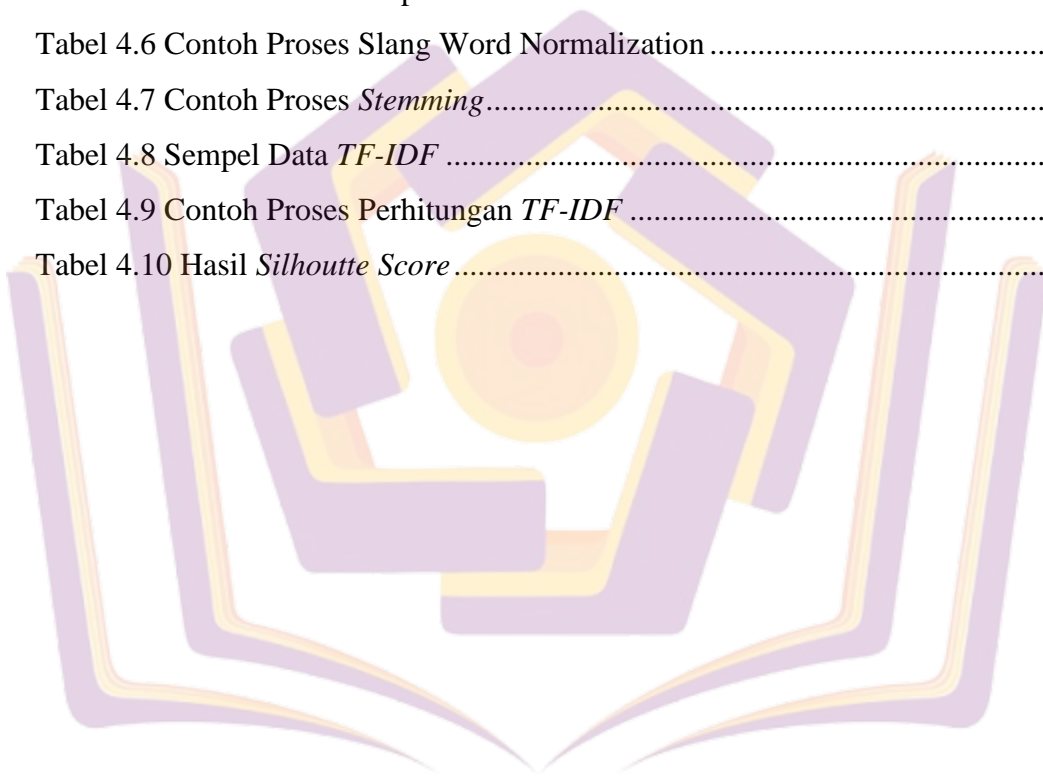 Tabel 4.6 Contoh Proses Slang Word Normalization ..........................................
Tabel 4.7 Contoh Proses Stemming......................................................................
Tabel 4.8 Sempel Data TF-IDF ...........................................................................
Tabel 4.9 Contoh Proses Perhitungan TF-IDF ....................................................
Tabel 4.10 Hasil Silhoutte Score..........................................................................